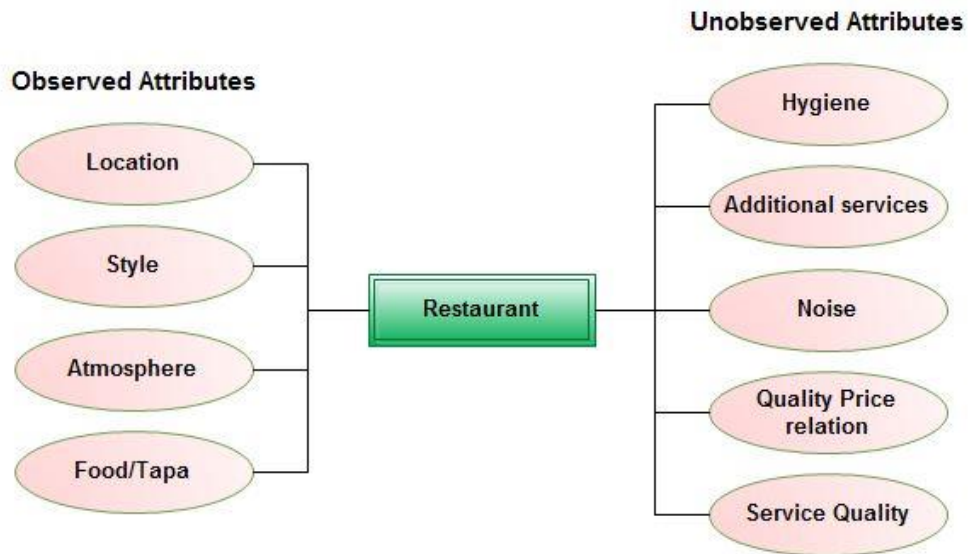 Observed Attributes
Location
Style
Atmosphere
Food/Tapa
Restaurant
Unobserved Attributes
Hygiene
Additional services
Noise
Quality Price
relation
Service Quality